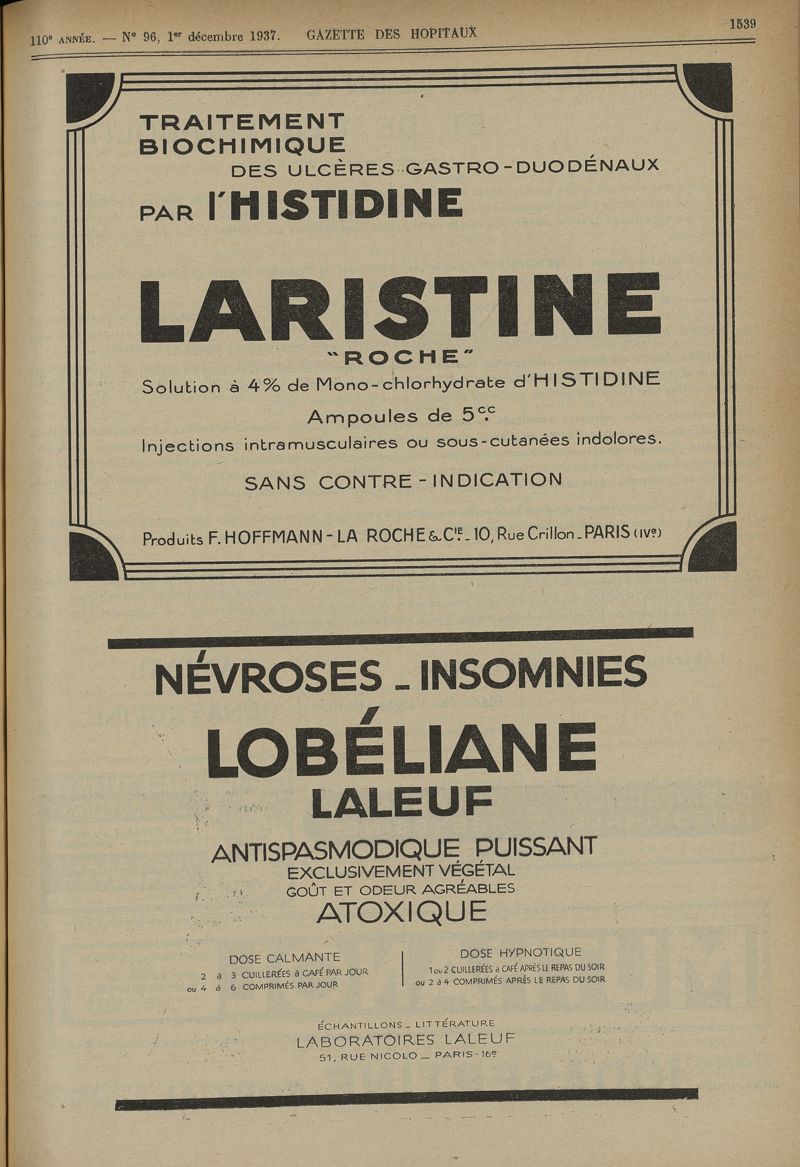 110e ANNÉE. — N° 96, 1er décembre 1937. GAZETTE DES HOPITAUX 1539
TRAITEMENT
BIOCHIMIQUE
DES ULCÈRES GASTRO-DUODÉNAUX
PAR l'HISTIDINE
LARISTINE
"ROCHE"
Solution à 4% de Mono-chlorhydrate d'HISTIDINE
Ampoules de 5cc.
Injections intramusculaires ou sous-cutanées indolores.
SANS CONTRE-INDICATION
Produits F. HOFFMANN-LA ROCHE & Cie. _ 10, Rue Crillon _ PARIS (IVe)
NÉVROSES _ INSOMNIES
LOBÉLIANE
LALEUF
ANTISPASMODIQUE PUISSANT
EXCLUSIVEMENT VÉGÉTAL
GOÛT ET ODEUR AGRÉABLES
ATOXIQUE
DOSE CALMANTE
2 à 3 CUILLERÉES à CAFÉ PAR JOUR
ou 4 à 6 COMPRIMÉS PAR JOUR
DOSE HYPNOTIQUE
1 ou 2 CUILLERÉES à CAFÉ APRÈS LE REPAS DU SOIR
ou 2 à 4 COMPRIMÉS APRÈS LE REPAS DU SOIR
ÉCHANTILLONS _ LITTÉRATURE
LABORATOIRES LALEUF
51, RUE NICOLO _ PARIS-16e